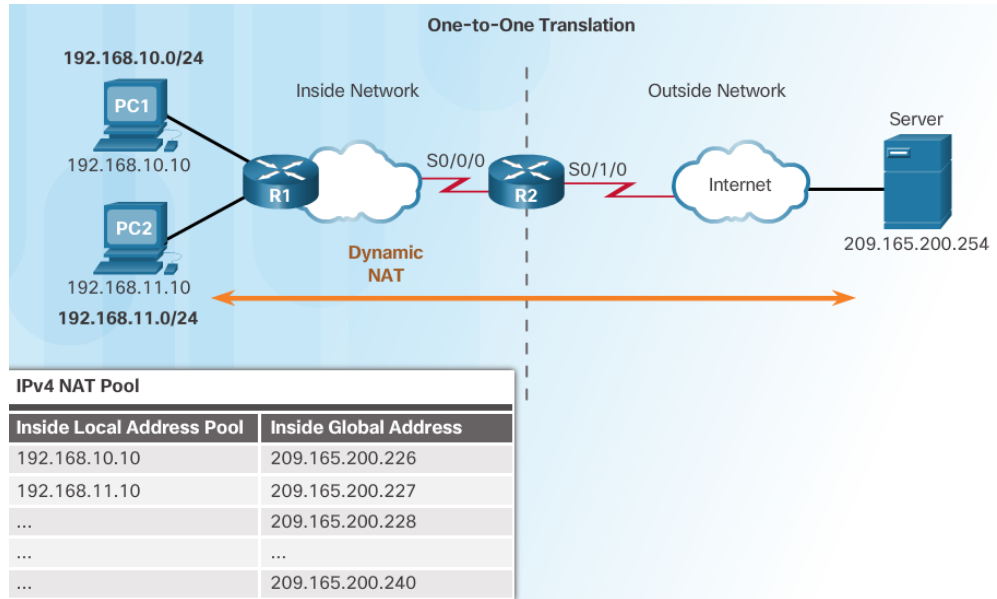 One-to-One Translation
192.168.10.0/24
PC1
192.168.10.10
Inside Network
Outside Network
Server
R1
S0/0/0
R2
S0/1/0
Internet
PC2
192.168.11.10
192.168.11.0/24
Dynamic
NAT
209.165.200.254
IPv4 NAT Pool
Inside Local Address Pool Inside Global Address
192.168.10.10 209.165.200.226
192.168.11.10 209.165.200.227
... 209.165.200.228
... ...
... 209.165.200.240